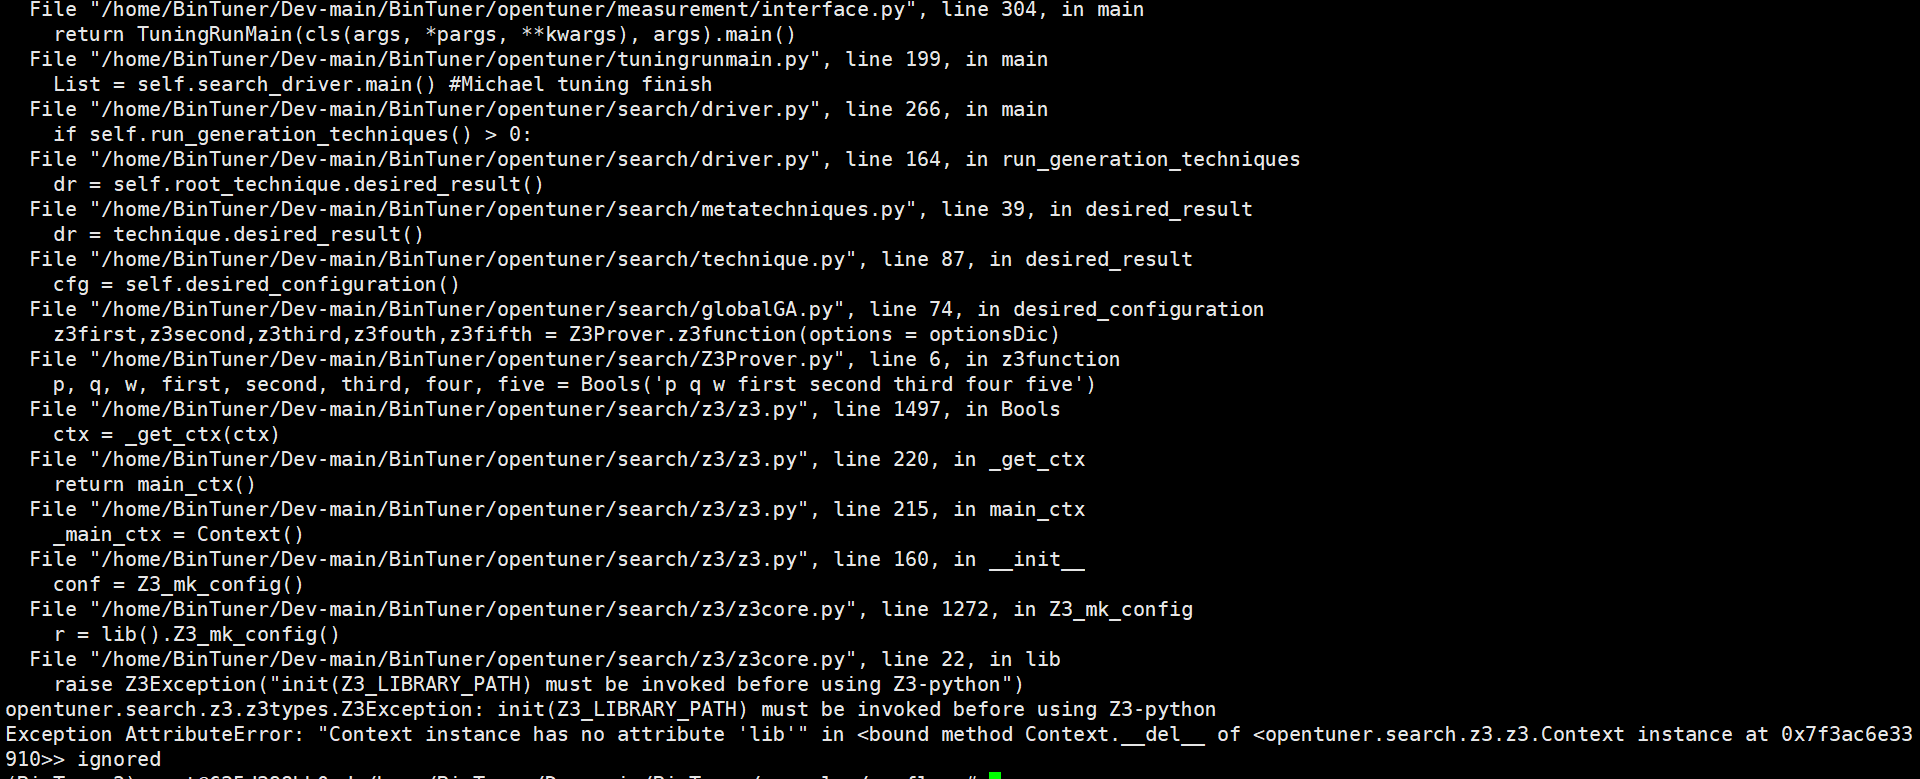 File "/home/BinTuner/Dev-main/BinTuner/opentuner/measurement/interface.py", line 304, in main
return TuningRunMain(cls(args, *pargs, **kwargs), args).main()
File "/home/BinTuner/Dev-main/BinTuner/opentuner/tuningrunmain.py", line 199, in main
List = self.search_driver.main() #Michael tuning finish
File "/home/BinTuner/Dev-main/BinTuner/opentuner/search/driver.py", line 266, in main
if self.run_generation_techniques() > 0:
File "/home/BinTuner/Dev-main/BinTuner/opentuner/search/driver.py", line 164, in run_generation_techniques
dr = self.root_technique.desired_result()
File "/home/BinTuner/Dev-main/BinTuner/opentuner/search/metatechniques.py", line 39, in desired_result
dr = technique.desired_result()
File "/home/BinTuner/Dev-main/BinTuner/opentuner/search/technique.py", line 87, in desired_result
cfg = self.desired_configuration()
File "/home/BinTuner/Dev-main/BinTuner/opentuner/search/globalGA.py", line 74, in desired_configuration
z3first,z3second,z3third,z3fouth,z3fifth = Z3Prover.z3function(options = optionsDic)
File "/home/BinTuner/Dev-main/BinTuner/opentuner/search/Z3Prover.py", line 6, in z3function
p, q, w, first, second, third, four, five = Bools('p q w first second third four five')
File "/home/BinTuner/Dev-main/BinTuner/opentuner/search/z3/z3.py", line 1497, in Bools
ctx = _get_ctx(ctx)
File "/home/BinTuner/Dev-main/BinTuner/opentuner/search/z3/z3.py", line 220, in _get_ctx
return main_ctx()
File "/home/BinTuner/Dev-main/BinTuner/opentuner/search/z3/z3.py", line 215, in main_ctx
_main_ctx = Context()
File "/home/BinTuner/Dev-main/BinTuner/opentuner/search/z3/z3.py", line 160, in __init__
conf = Z3_mk_config()
File "/home/BinTuner/Dev-main/BinTuner/opentuner/search/z3/z3core.py", line 1272, in Z3_mk_config
r = lib().Z3_mk_config()
File "/home/BinTuner/Dev-main/BinTuner/opentuner/search/z3/z3core.py", line 22, in lib
raise Z3Exception("init(Z3_LIBRARY_PATH) must be invoked before using Z3-python")
opentuner.search.z3.z3types.Z3Exception: init(Z3_LIBRARY_PATH) must be invoked before using Z3-python
Exception AttributeError: "Context instance has no attribute 'lib'" in <bound method Context.__del__ of <opentuner.search.z3.z3.Context instance at 0x7f3ac6e33
910>> ignored